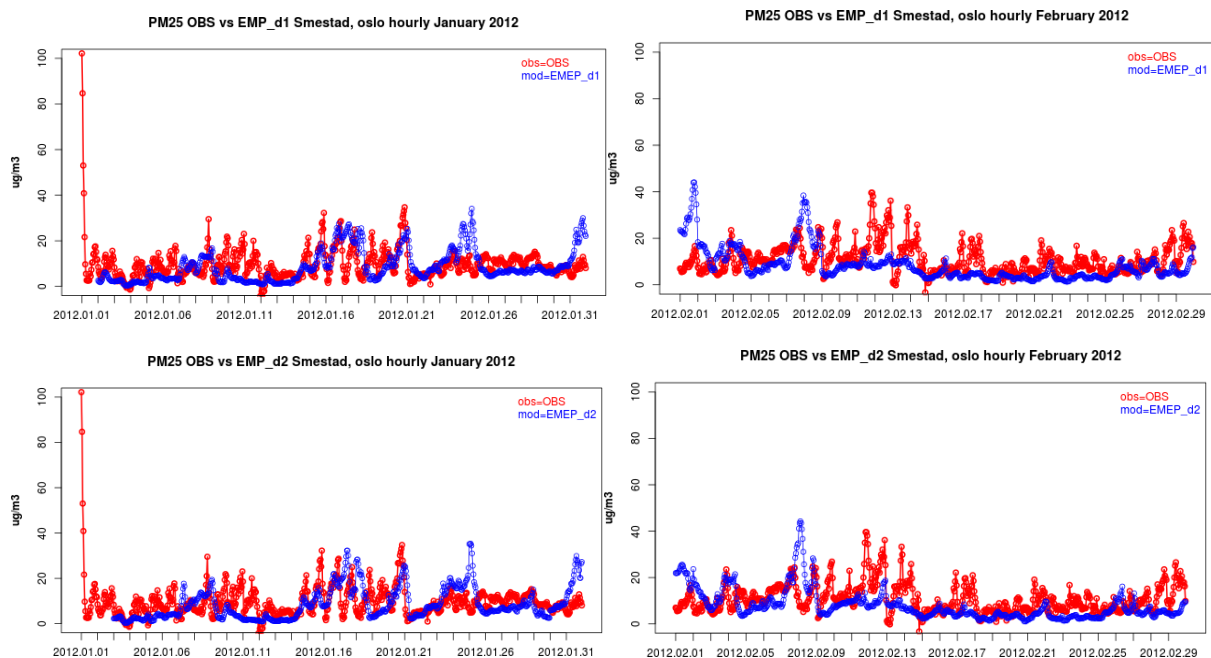 PM25 OBS vs EMP_d1 Smestad, oslo hourly January 2012
obs=OBS
mod=EMEP_d1
ug/m3
100
80
60
40
20
0
2012.01.01 2012.01.06 2012.01.11 2012.01.16 2012.01.21 2012.01.26 2012.01.31
PM25 OBS vs EMP_d1 Smestad, oslo hourly February 2012
obs=OBS
mod=EMEP_d1
ug/m3
100
80
60
40
20
0
2012.02.01 2012.02.05 2012.02.09 2012.02.13 2012.02.17 2012.02.21 2012.02.25 2012.02.29
PM25 OBS vs EMP_d2 Smestad, oslo hourly January 2012
obs=OBS
mod=EMEP_d2
ug/m3
100
80
60
40
20
0
2012.01.01 2012.01.06 2012.01.11 2012.01.16 2012.01.21 2012.01.26 2012.01.31
PM25 OBS vs EMP_d2 Smestad, oslo hourly February 2012
obs=OBS
mod=EMEP_d2
ug/m3
100
80
60
40
20
0
2012.02.01 2012.02.05 2012.02.09 2012.02.13 2012.02.17 2012.02.21 2012.02.25 2012.02.29